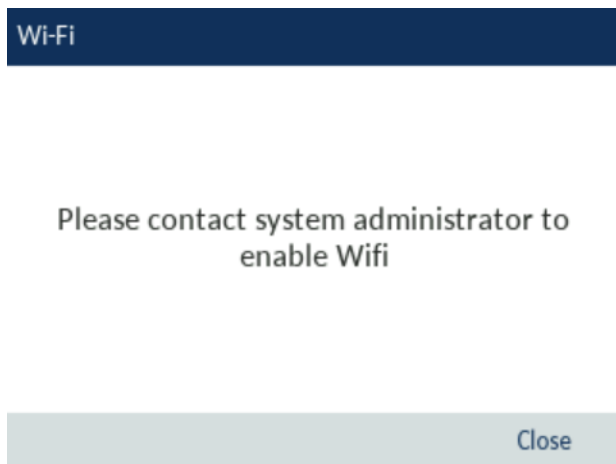 Wi-Fi
Please contact system administrator to
enable Wifi
Close